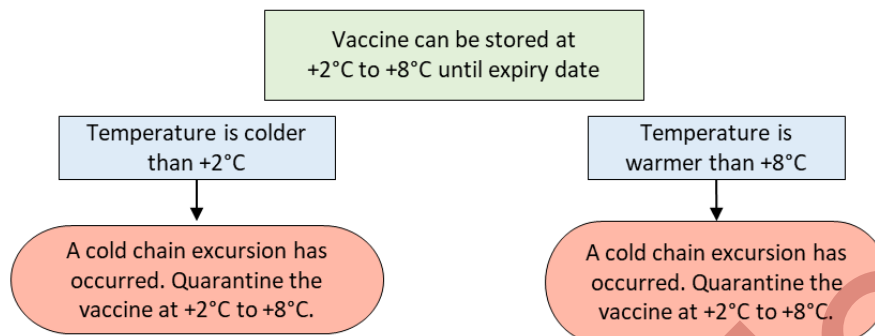 Vaccine can be stored at
+2°C to +8°C until expiry date
Temperature is colder
than +2°C
Temperature is
warmer than +8°C
A cold chain excursion has
occurred. Quarantine the
vaccine at +2°C to +8°C.
A cold chain excursion has
occurred. Quarantine the
vaccine at +2°C to +8°C.